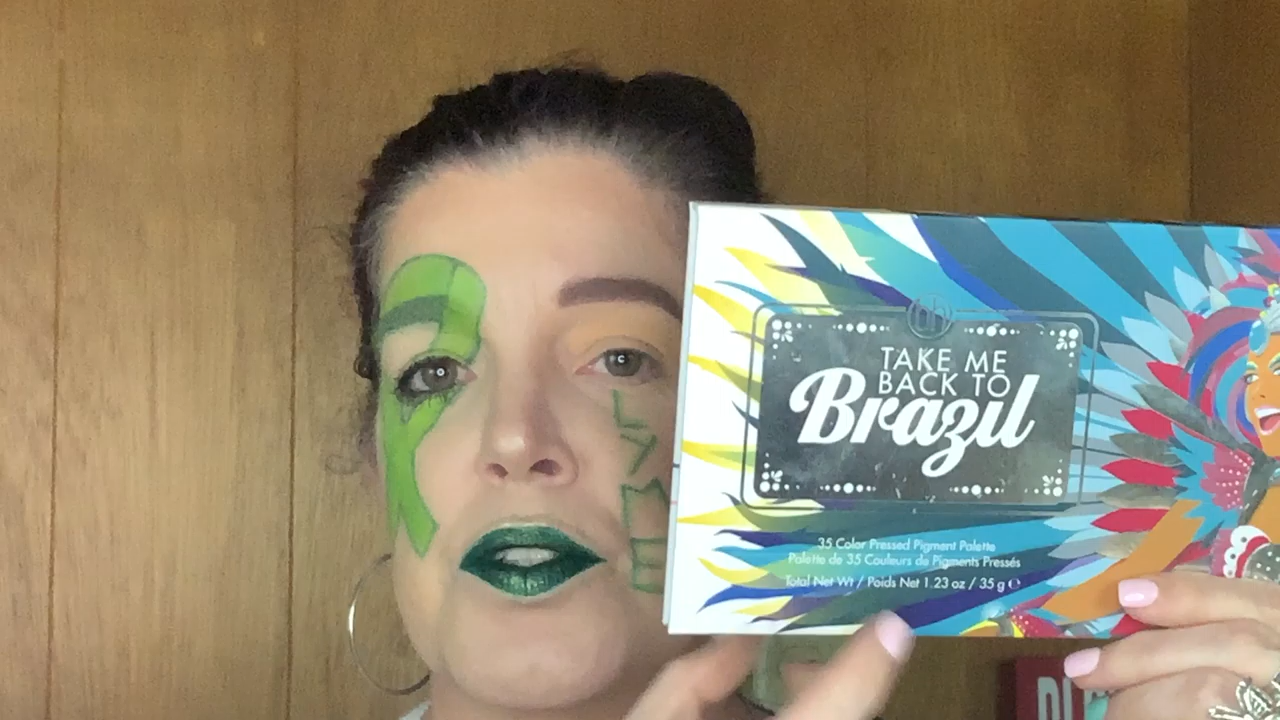 LYME
bh
TAKE ME
BACK TO
Brazil
35 Color Pressed Pigment Palette
Palette de 35 Couleurs de Pigments Pressés
Total Net Wt / Poids Net 1.23 oz / 35 g ℮